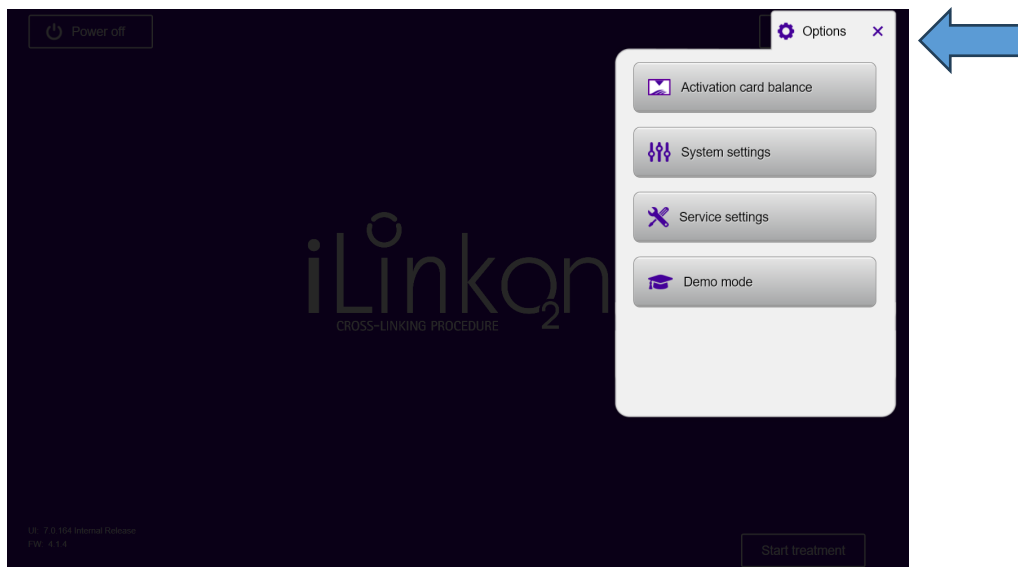 Power off
Options
Activation card balance
System settings
Service settings
Demo mode
iLinkO2n
CROSS-LINKING PROCEDURE
UI: 7.0.164 Internal Release
FW: 4.1.4
Start treatment